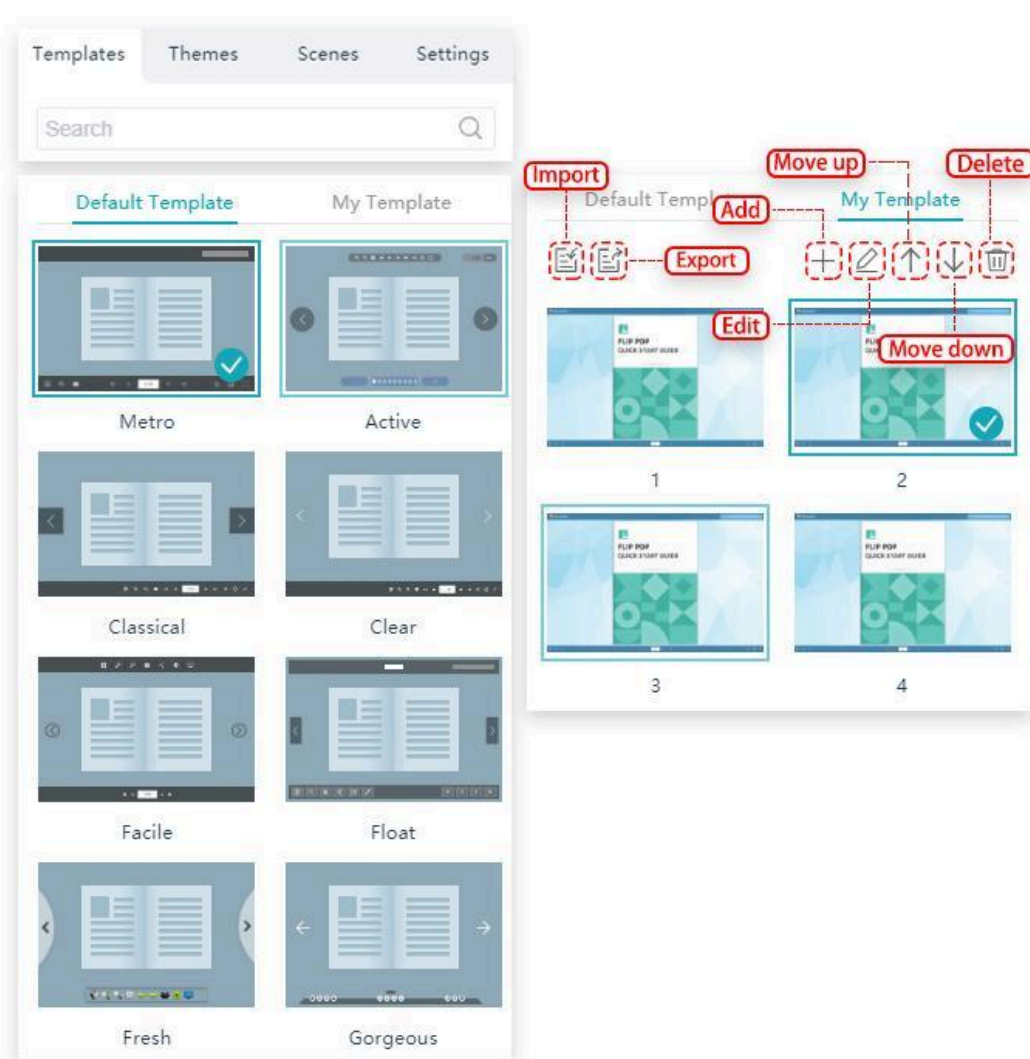 Templates Themes Scenes Settings
Search
Default Template My Template
Metro Active
Classical Clear
Facile Float
Fresh Gorgeous
Import Move up Delete
Default Templ My Template
Add
Export
Edit Move down
FLIP PDF
QUICK START GUIDE
FLIP PDF
1 2
FLIP PDF
QUICK START GUIDE
FLIP PDF
QUICK START GUIDE
3 4